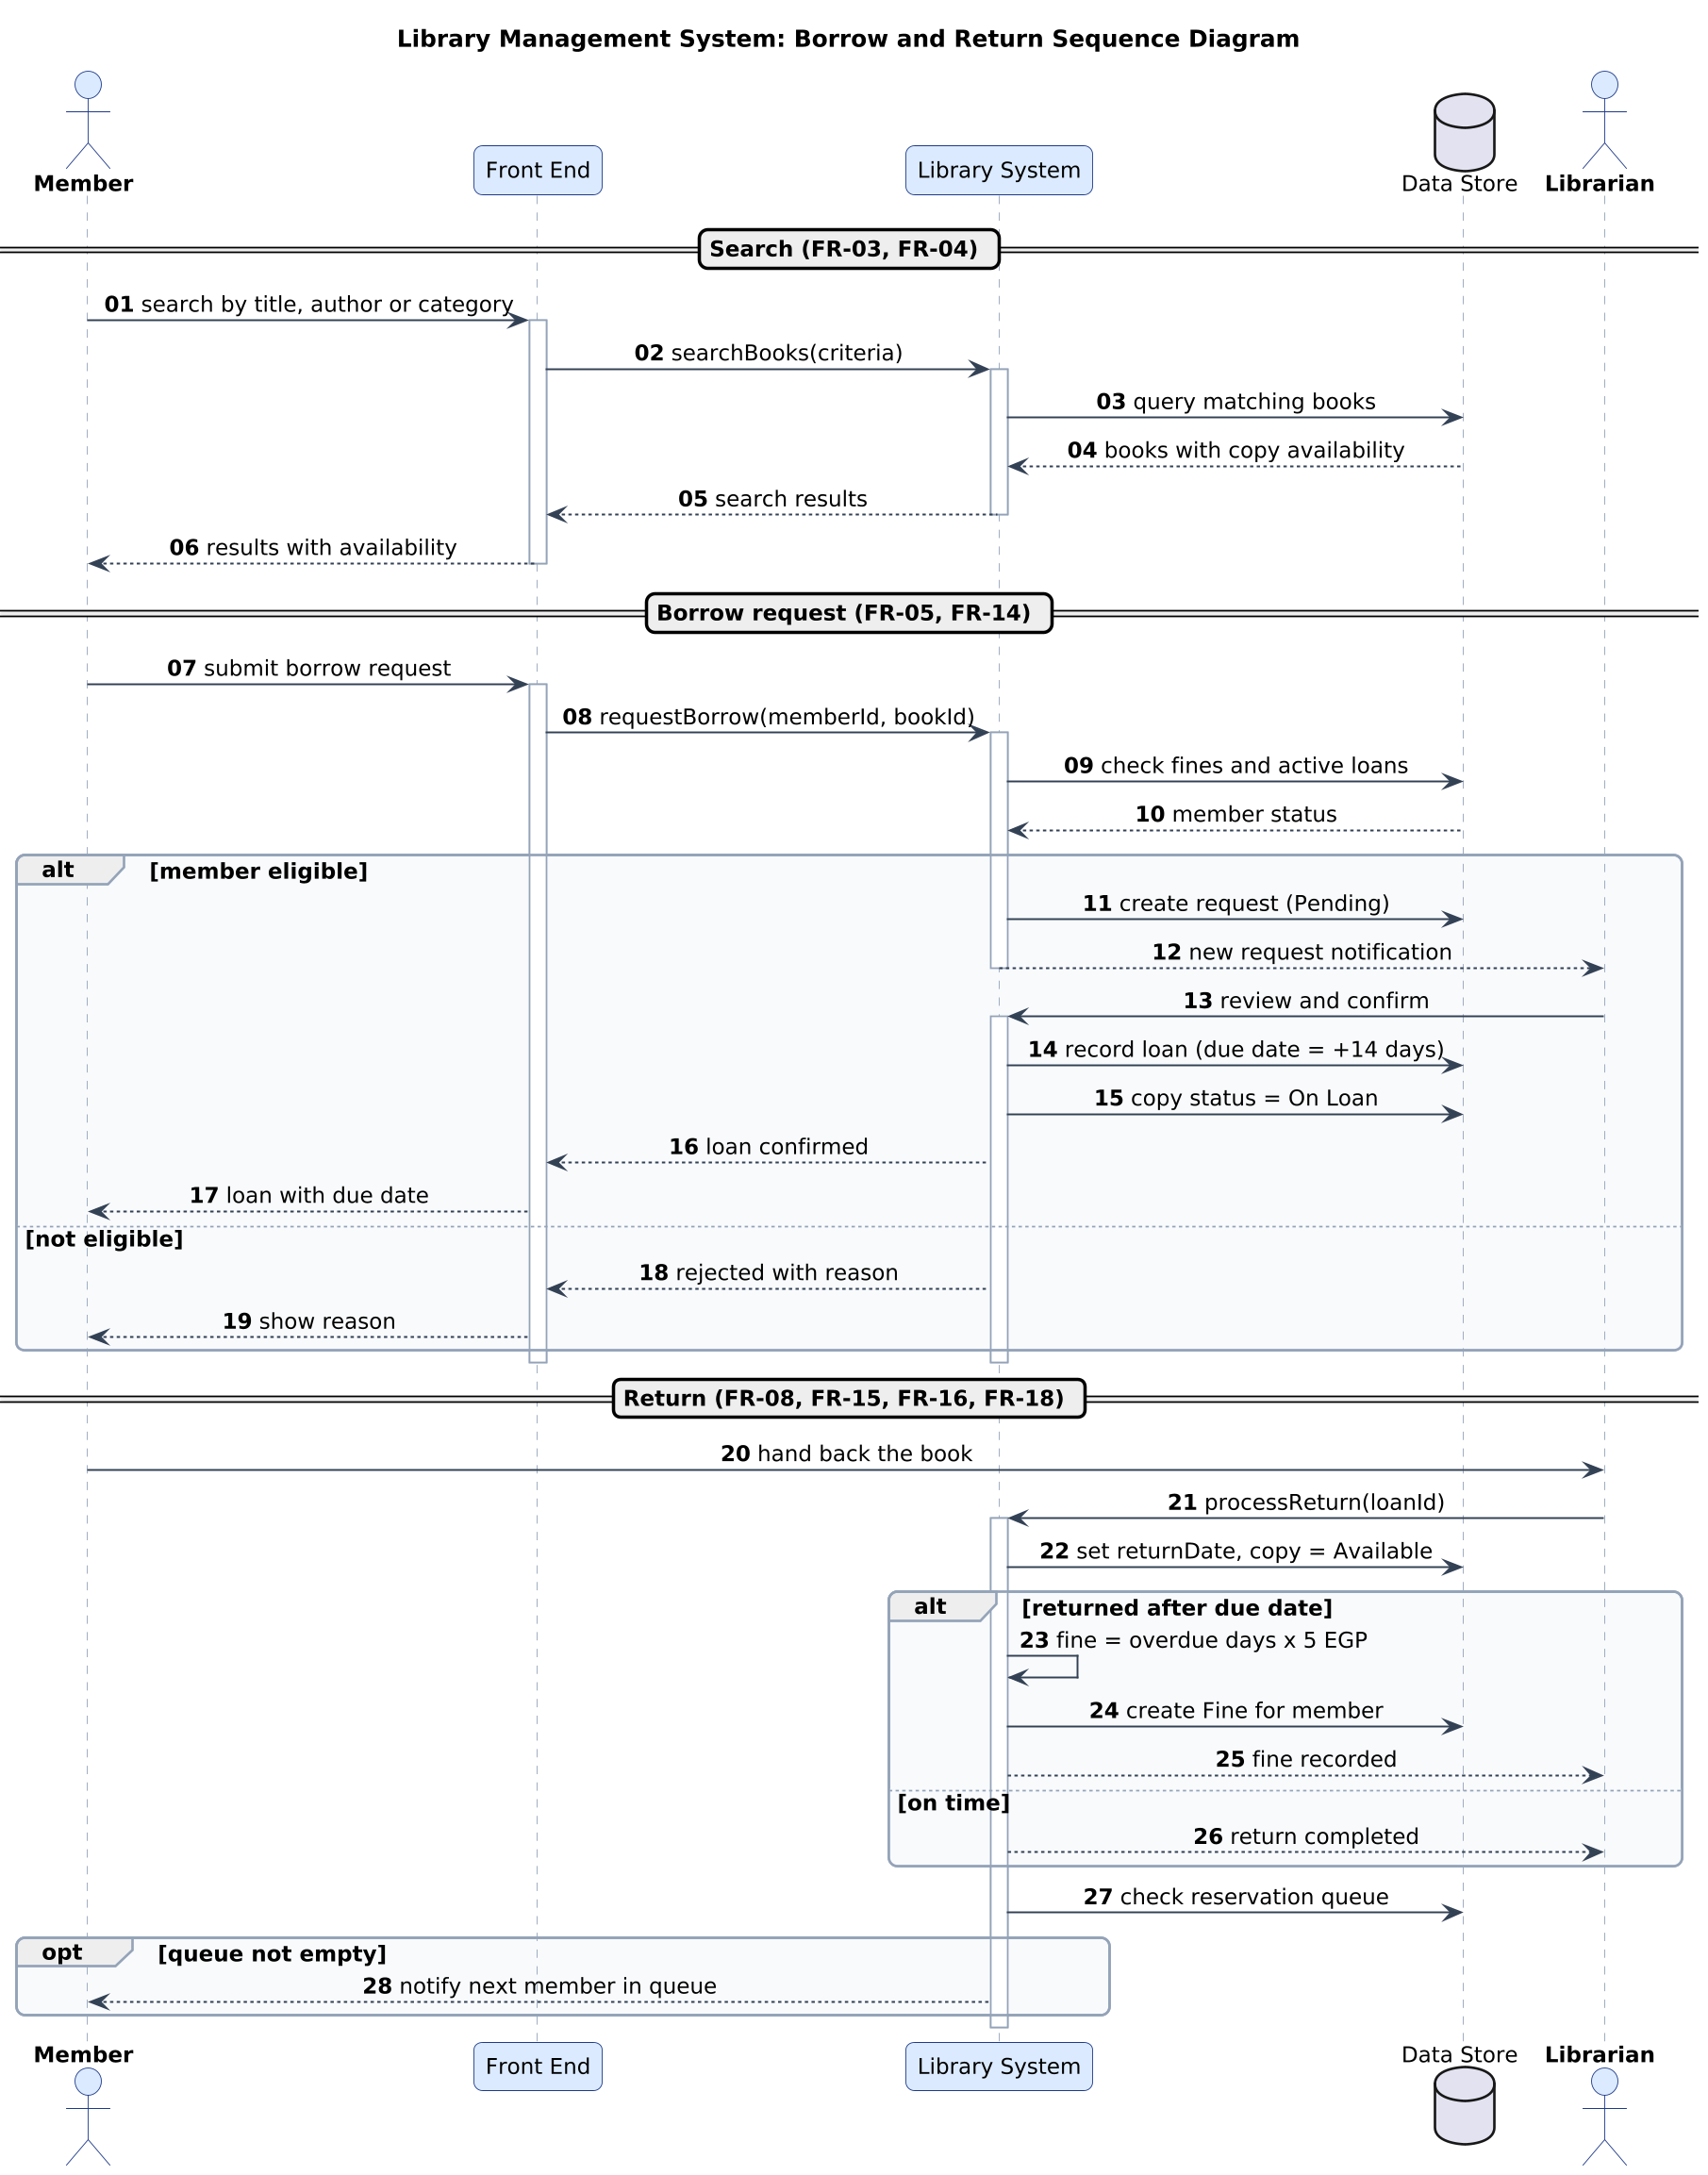 Library Management System: Borrow and Return Sequence Diagram
Member
Front End
Library System
Data Store
Librarian
Search (FR-03, FR-04)
01 search by title, author or category
02 searchBooks(criteria)
03 query matching books
04 books with copy availability
05 search results
06 results with availability
Borrow request (FR-05, FR-14)
07 submit borrow request
08 requestBorrow(memberId, bookId)
09 check fines and active loans
10 member status
alt [member eligible]
11 create request (Pending)
12 new request notification
13 review and confirm
14 record loan (due date = +14 days)
15 copy status = On Loan
16 loan confirmed
17 loan with due date
[not eligible]
18 rejected with reason
19 show reason
Return (FR-08, FR-15, FR-16, FR-18)
20 hand back the book
21 processReturn(loanId)
22 set returnDate, copy = Available
alt [returned after due date]
23 fine = overdue days x 5 EGP
24 create Fine for member
25 fine recorded
[on time]
26 return completed
27 check reservation queue
opt [queue not empty]
28 notify next member in queue
Member
Front End
Library System
Data Store
Librarian